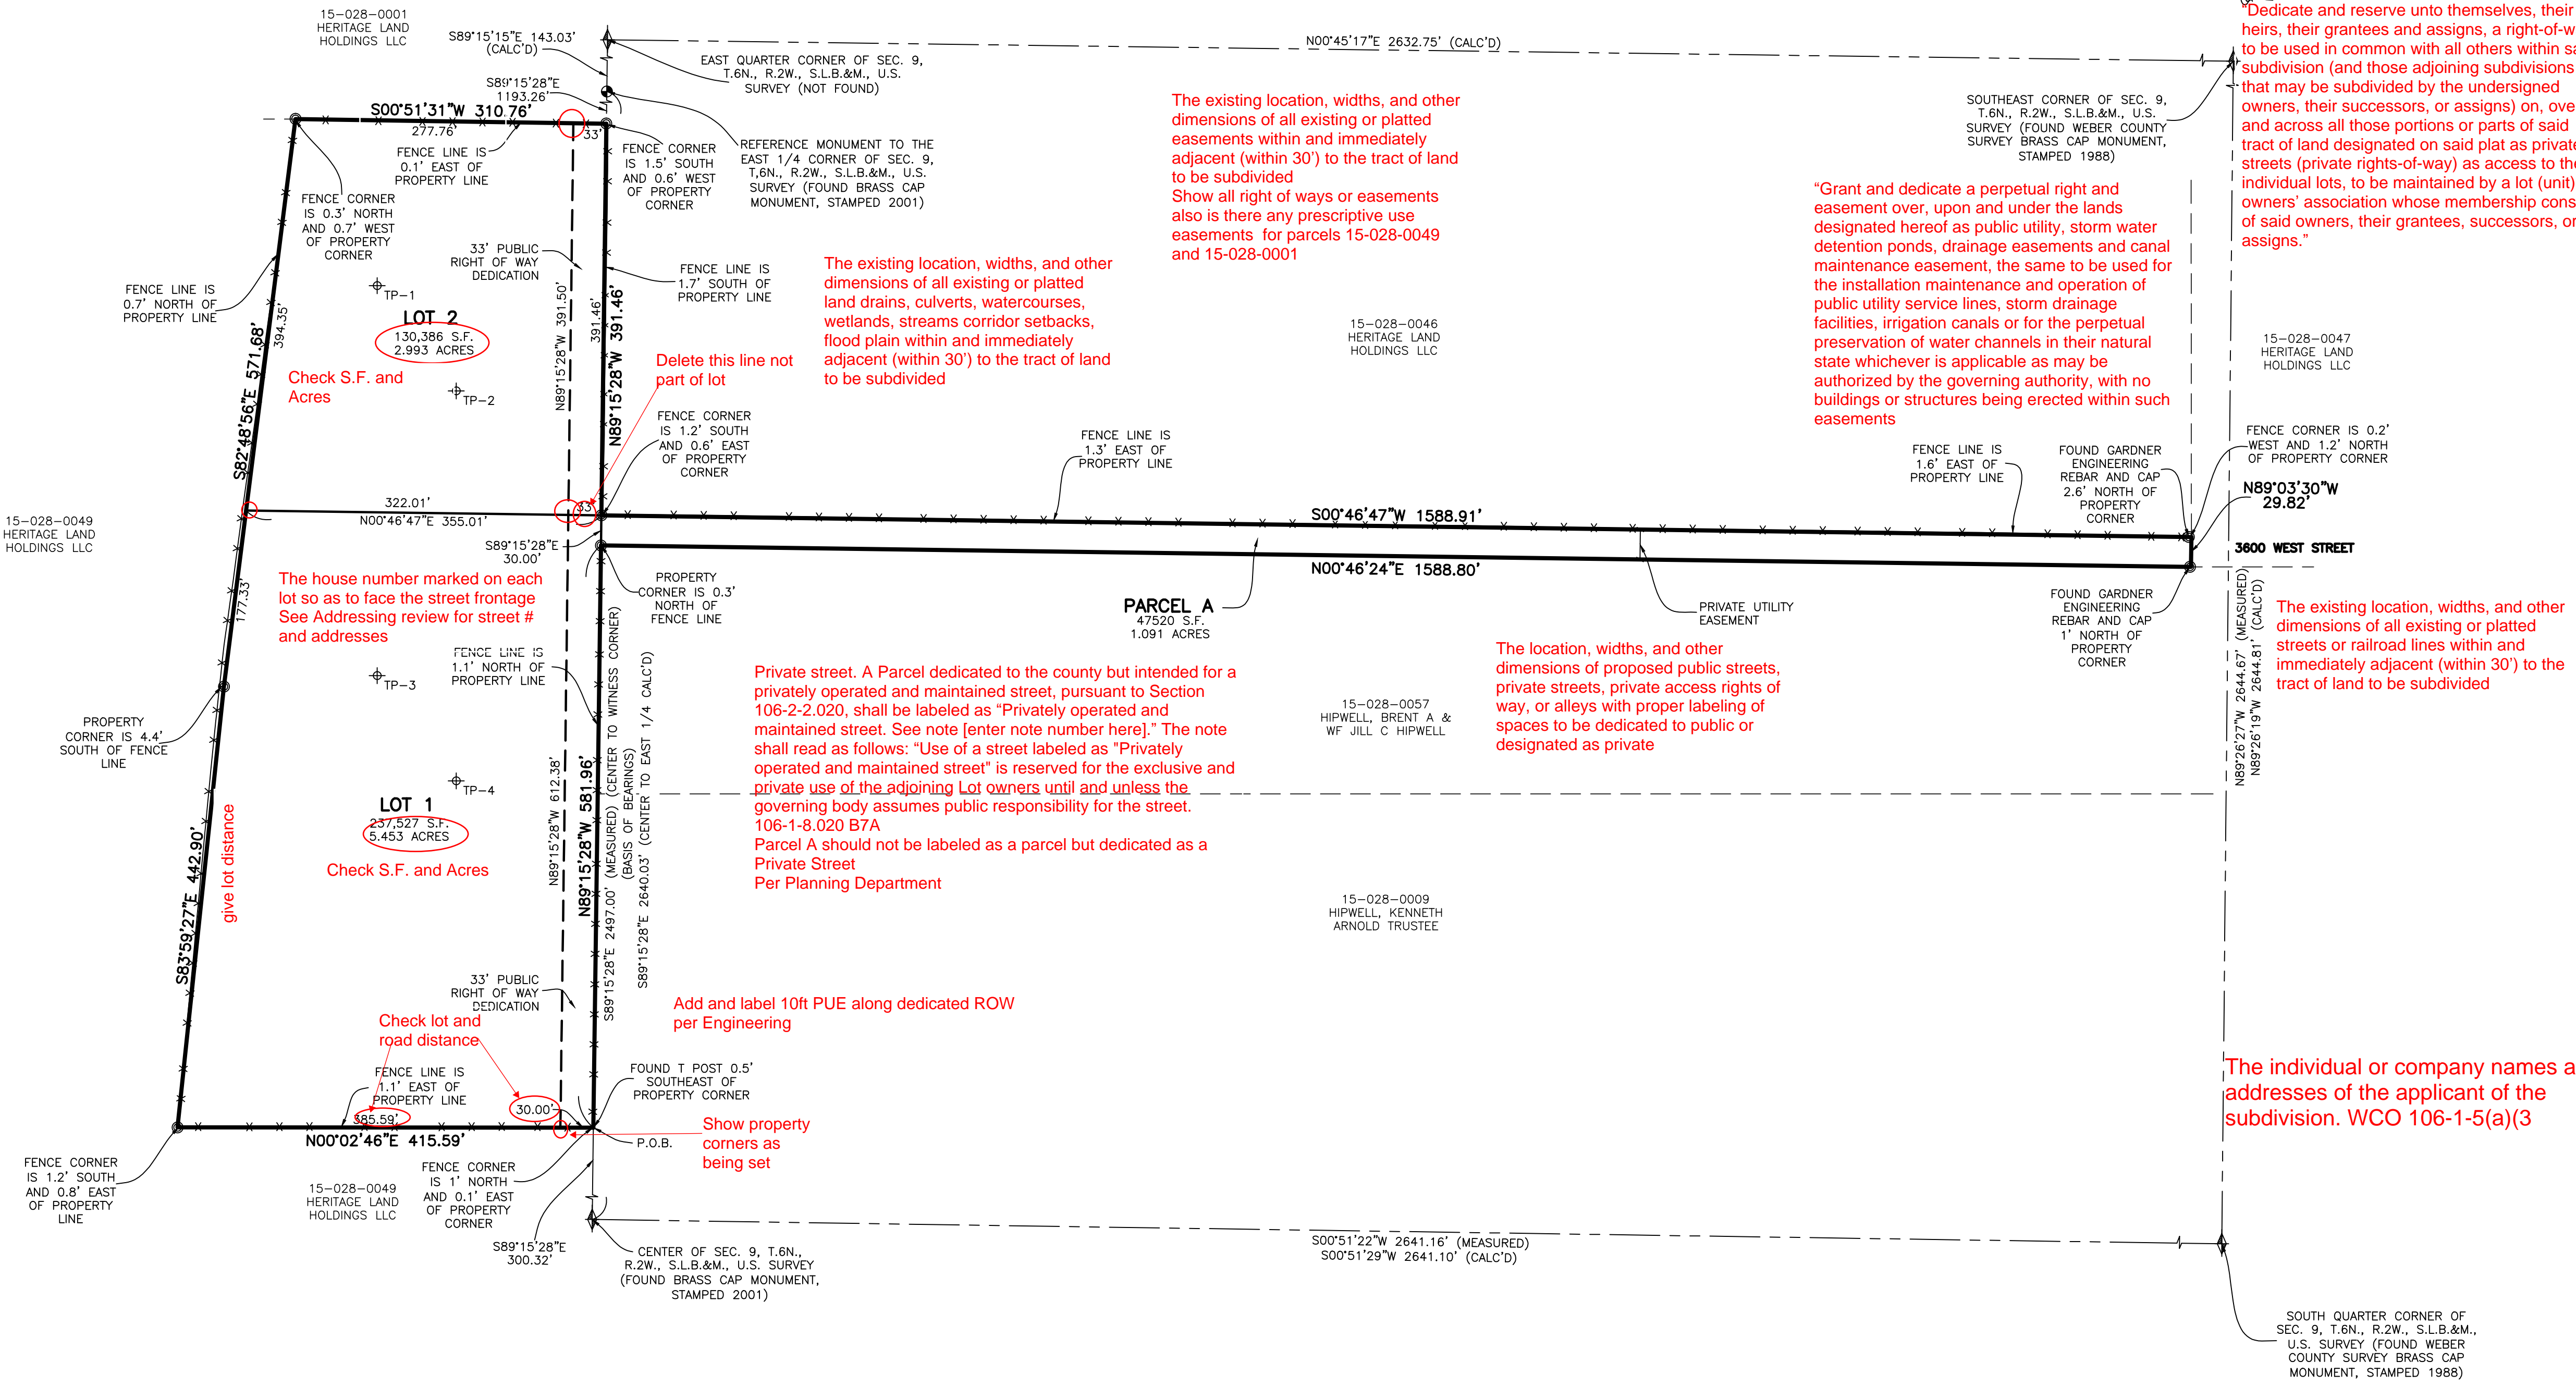 15-028-0001
HERITAGE LAND
HOLDINGS LLC
S89°15'15"E 143.03'
(CALC'D)
EAST QUARTER CORNER OF SEC. 9,
T.6N., R.2W., S.L.B.&M., U.S.
SURVEY (NOT FOUND)
N00°45'17"E 2632.75' (CALC'D)
S89°15'28"E
1193.26'
S00°51'31"W 310.76'
277.76'
33'
FENCE LINE IS
0.1' EAST OF
PROPERTY LINE
FENCE CORNER
IS 1.5' SOUTH
AND 0.6' WEST
OF PROPERTY
CORNER
REFERENCE MONUMENT TO THE
EAST 1/4 CORNER OF SEC. 9,
T,6N., R.2W., S.L.B.&M., U.S.
SURVEY (FOUND BRASS CAP
MONUMENT, STAMPED 2001)
FENCE CORNER
IS 0.3' NORTH
AND 0.7' WEST
OF PROPERTY
CORNER
The existing location, widths, and other
dimensions of all existing or platted
easements within and immediately
adjacent (within 30') to the tract of land
to be subdivided
Show all right of ways or easements
also is there any prescriptive use
easements for parcels 15-028-0049
and 15-028-0001
SOUTHEAST CORNER OF SEC. 9,
T.6N., R.2W., S.L.B.&M., U.S.
SURVEY (FOUND WEBER COUNTY
SURVEY BRASS CAP MONUMENT,
STAMPED 1988)
"Dedicate and reserve unto themselves, their
heirs, their grantees and assigns, a right-of-w
to be used in common with all others within sa
subdivision (and those adjoining subdivisions
that may be subdivided by the undersigned
owners, their successors, or assigns) on, ove
and across all those portions or parts of said
tract of land designated on said plat as private
streets (private rights-of-way) as access to the
individual lots, to be maintained by a lot (unit)
owners' association whose membership cons
of said owners, their grantees, successors, or
assigns."
"Grant and dedicate a perpetual right and
easement over, upon and under the lands
designated hereof as public utility, storm water
detention ponds, drainage easements and canal
maintenance easement, the same to be used for
the installation maintenance and operation of
public utility service lines, storm drainage
facilities, irrigation canals or for the perpetual
preservation of water channels in their natural
state whichever is applicable as may be
authorized by the governing authority, with no
buildings or structures being erected within such
easements
33' PUBLIC
RIGHT OF WAY
DEDICATION
FENCE LINE IS
1.7' SOUTH OF
PROPERTY LINE
The existing location, widths, and other
dimensions of all existing or platted
land drains, culverts, watercourses,
wetlands, streams corridor setbacks,
flood plain within and immediately
adjacent (within 30') to the tract of land
to be subdivided
FENCE LINE IS
0.7' NORTH OF
PROPERTY LINE
TP-1
LOT 2
130,386 S.F.
2.993 ACRES
Check S.F. and
Acres
TP-2
S82°48'56"E 571.68'
394.35'
N89°15'28"W 391.50'
391.46'
N89°15'28"W 391.46'
Delete this line not
part of lot
15-028-0046
HERITAGE LAND
HOLDINGS LLC
15-028-0047
HERITAGE LAND
HOLDINGS LLC
FENCE CORNER
IS 1.2' SOUTH
AND 0.6' EAST
OF PROPERTY
CORNER
FENCE LINE IS
1.3' EAST OF
PROPERTY LINE
FENCE LINE IS
1.6' EAST OF
PROPERTY LINE
FOUND GARDNER
ENGINEERING
REBAR AND CAP
2.6' NORTH OF
PROPERTY
CORNER
FENCE CORNER IS 0.2'
WEST AND 1.2' NORTH
OF PROPERTY CORNER
N89°03'30"W
29.82'
15-028-0049
HERITAGE LAND
HOLDINGS LLC
322.01'
N00°46'47"E 355.01'
33'
S00°46'47"W 1588.91'
3600 WEST STREET
S89°15'28"E
30.00'
N00°46'24"E 1588.80'
The house number marked on each
lot so as to face the street frontage
See Addressing review for street #
and addresses
177.33'
PROPERTY
CORNER IS 0.3'
NORTH OF
FENCE LINE
PARCEL A
47520 S.F.
1.091 ACRES
PRIVATE UTILITY
EASEMENT
FOUND GARDNER
ENGINEERING
REBAR AND CAP
1' NORTH OF
PROPERTY
CORNER
N89°26'27"W 2644.67' (MEASURED)
N89°26'19"W 2644.81' (CALC'D)
The existing location, widths, and other
dimensions of all existing or platted
streets or railroad lines within and
immediately adjacent (within 30') to the
tract of land to be subdivided
FENCE LINE IS
1.1' NORTH OF
PROPERTY LINE
TP-3
Private street. A Parcel dedicated to the county but intended for a
privately operated and maintained street, pursuant to Section
106-2-2.020, shall be labeled as "Privately operated and
maintained street. See note [enter note number here]." The note
shall read as follows: "Use of a street labeled as "Privately
operated and maintained street" is reserved for the exclusive and
private use of the adjoining Lot owners until and unless the
governing body assumes public responsibility for the street.
106-1-8.020 B7A
Parcel A should not be labeled as a parcel but dedicated as a
Private Street
Per Planning Department
The location, widths, and other
dimensions of proposed public streets,
private streets, private access rights of
way, or alleys with proper labeling of
spaces to be dedicated to public or
designated as private
15-028-0057
HIPWELL, BRENT A &
WF JILL C HIPWELL
PROPERTY
CORNER IS 4.4'
SOUTH OF FENCE
LINE
TP-4
LOT 1
237,527 S.F.
5.453 ACRES
Check S.F. and Acres
S83°59'27"E 442.90'
give lot distance
N89°15'28"W 612.38'
N89°15'28"W 581.96'
S89°15'28"E 2497.00' (MEASURED) (CENTER TO WITNESS CORNER)
(BASIS OF BEARINGS)
S89°15'28"E 2640.03' (CENTER TO EAST 1/4 CALC'D)
15-028-0009
HIPWELL, KENNETH
ARNOLD TRUSTEE
33' PUBLIC
RIGHT OF WAY
DEDICATION
Add and label 10ft PUE along dedicated ROW
per Engineering
Check lot and
road distance
FENCE LINE IS
1.1' EAST OF
PROPERTY LINE
385.59'
30.00'
N00°02'46"E 415.59'
FOUND T POST 0.5'
SOUTHEAST OF
PROPERTY CORNER
P.O.B.
Show property
corners as
being set
The individual or company names a
addresses of the applicant of the
subdivision. WCO 106-1-5(a)(3
FENCE CORNER
IS 1.2' SOUTH
AND 0.8' EAST
OF PROPERTY
LINE
15-028-0049
HERITAGE LAND
HOLDINGS LLC
FENCE CORNER
IS 1' NORTH
AND 0.1' EAST
OF PROPERTY
CORNER
S89°15'28"E
300.32'
CENTER OF SEC. 9, T.6N.,
R.2W., S.L.B.&M., U.S. SURVEY
(FOUND BRASS CAP MONUMENT,
STAMPED 2001)
S00°51'22"W 2641.16' (MEASURED)
S00°51'29"W 2641.10' (CALC'D)
SOUTH QUARTER CORNER OF
SEC. 9, T.6N., R.2W., S.L.B.&M.,
U.S. SURVEY (FOUND WEBER
COUNTY SURVEY BRASS CAP
MONUMENT, STAMPED 1988)